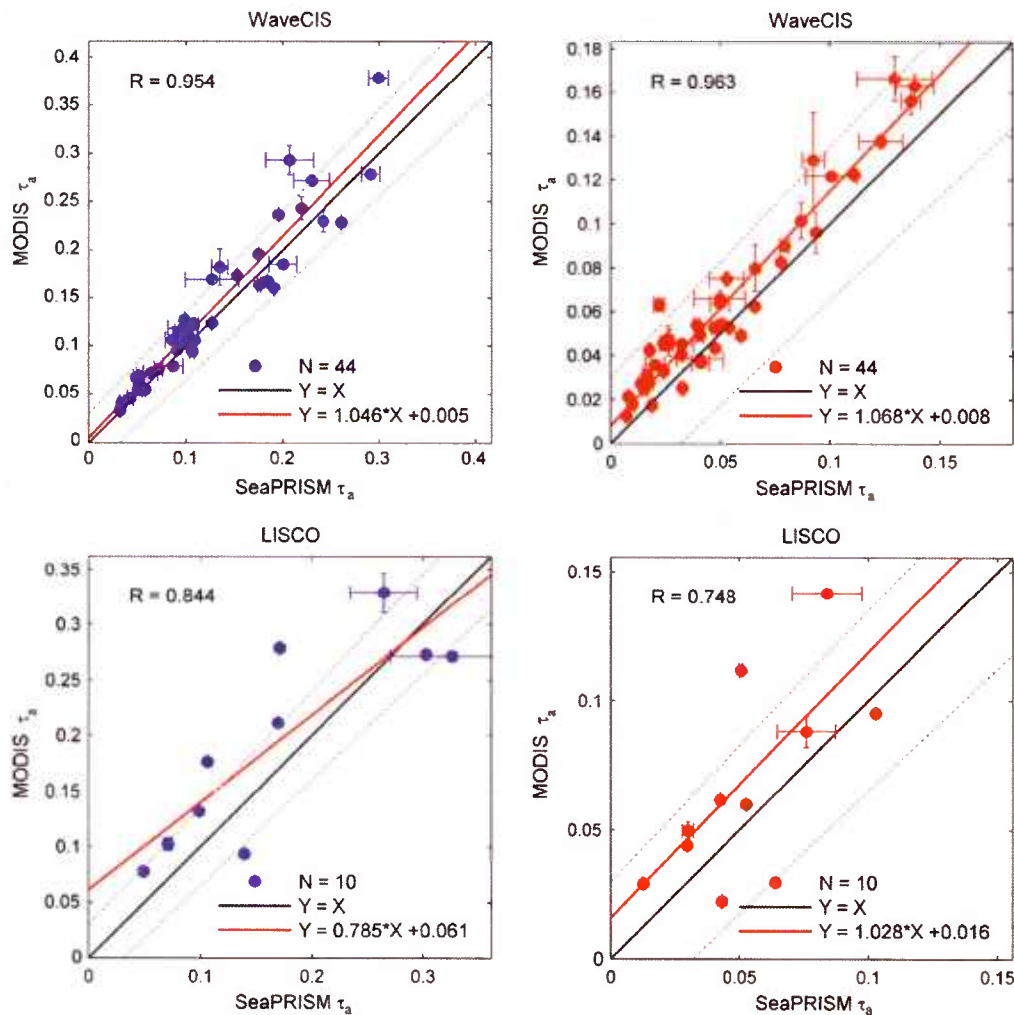 WaveCIS
R = 0.954
MODIS τa
0.4
0.35
0.3
0.25
0.2
0.15
0.1
0.05
0
N = 44
Y = X
Y = 1.046*X +0.005
0 0.1 0.2 0.3 0.4
SeaPRISM τa
WaveCIS
R = 0.963
MODIS τa
0.18
0.16
0.14
0.12
0.1
0.08
0.06
0.04
0.02
0
N = 44
Y = X
Y = 1.068*X +0.008
0 0.05 0.1 0.15
SeaPRISM τa
LISCO
R = 0.844
MODIS τa
0.35
0.3
0.25
0.2
0.15
0.1
0.05
0
N = 10
Y = X
Y = 0.785*X +0.061
0 0.1 0.2 0.3
SeaPRISM τa
LISCO
R = 0.748
MODIS τa
0.15
0.1
0.05
0
N = 10
Y = X
Y = 1.028*X +0.016
0 0.05 0.1 0.15
SeaPRISM τa